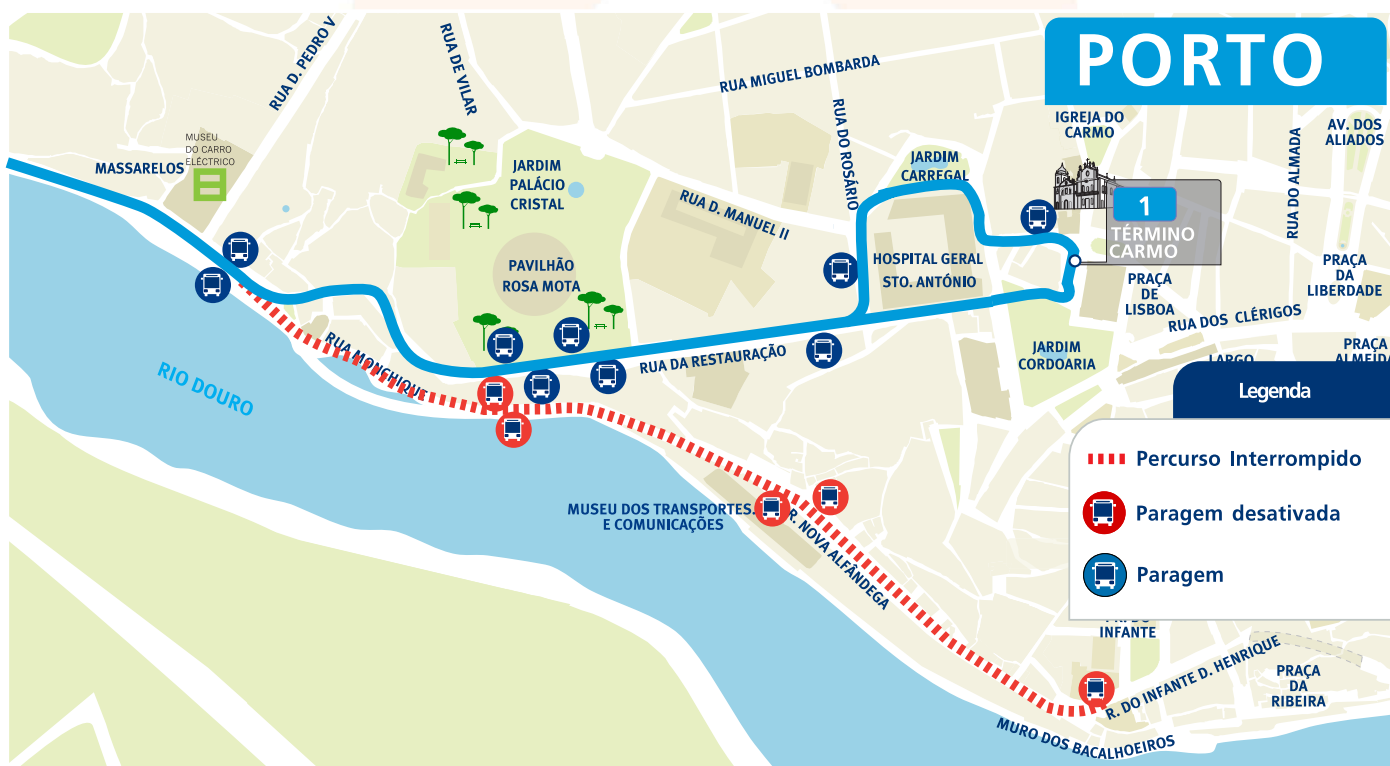 PORTO
RUA D. PEDRO V
RUA DE VILAR
RUA MIGUEL BOMBARDA
RUA DO ROSÁRIO
IGREJA DO
CARMO
RUA DO ALMADA
AV. DOS
ALIADOS
MUSEU
DO CARRO
ELÉCTRICO
MASSARELOS
JARDIM
PALÁCIO
CRISTAL
JARDIM
CARREGAL
RUA D. MANUEL II
1
TÉRMINO
CARMO
PAVILHÃO
ROSA MOTA
HOSPITAL GERAL
STO. ANTÓNIO
PRAÇA
DE
LISBOA
PRAÇA
DA
LIBERDADE
RUA DOS CLÉRIGOS
RUA MONCHIQUE
RUA DA RESTAURAÇÃO
JARDIM
CORDOARIA
LARGO
PRAÇA
RIO DOURO
Legenda
Percurso Interrompido
Paragem desativada
Paragem
MUSEU DOS TRANSPORTES
E COMUNICAÇÕES
R. NOVA ALFÂNDEGA
INFANTE
R. DO INFANTE D. HENRIQUE
PRAÇA
DA
RIBEIRA
MURO DOS BACALHOEIROS